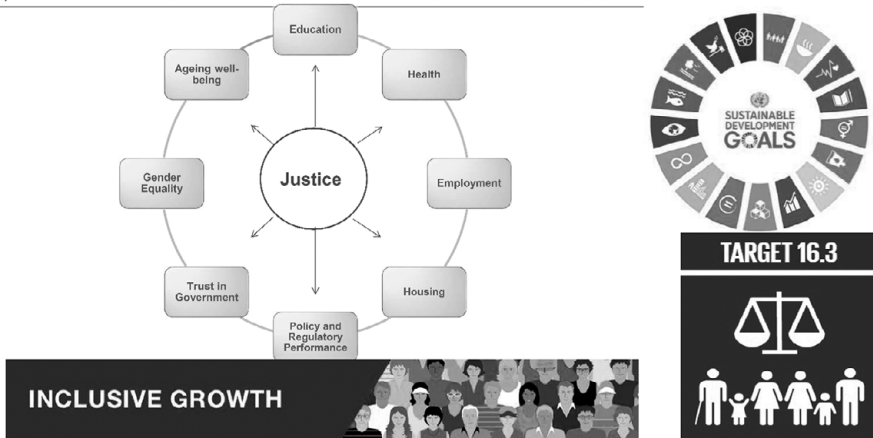 Education
Ageing well-
being
Health
Gender
Equality
Justice
Employment
Trust in
Government
Housing
Policy and
Regulatory
Performance
INCLUSIVE GROWTH
SUSTAINABLE
DEVELOPMENT
GOALS
TARGET 16.3